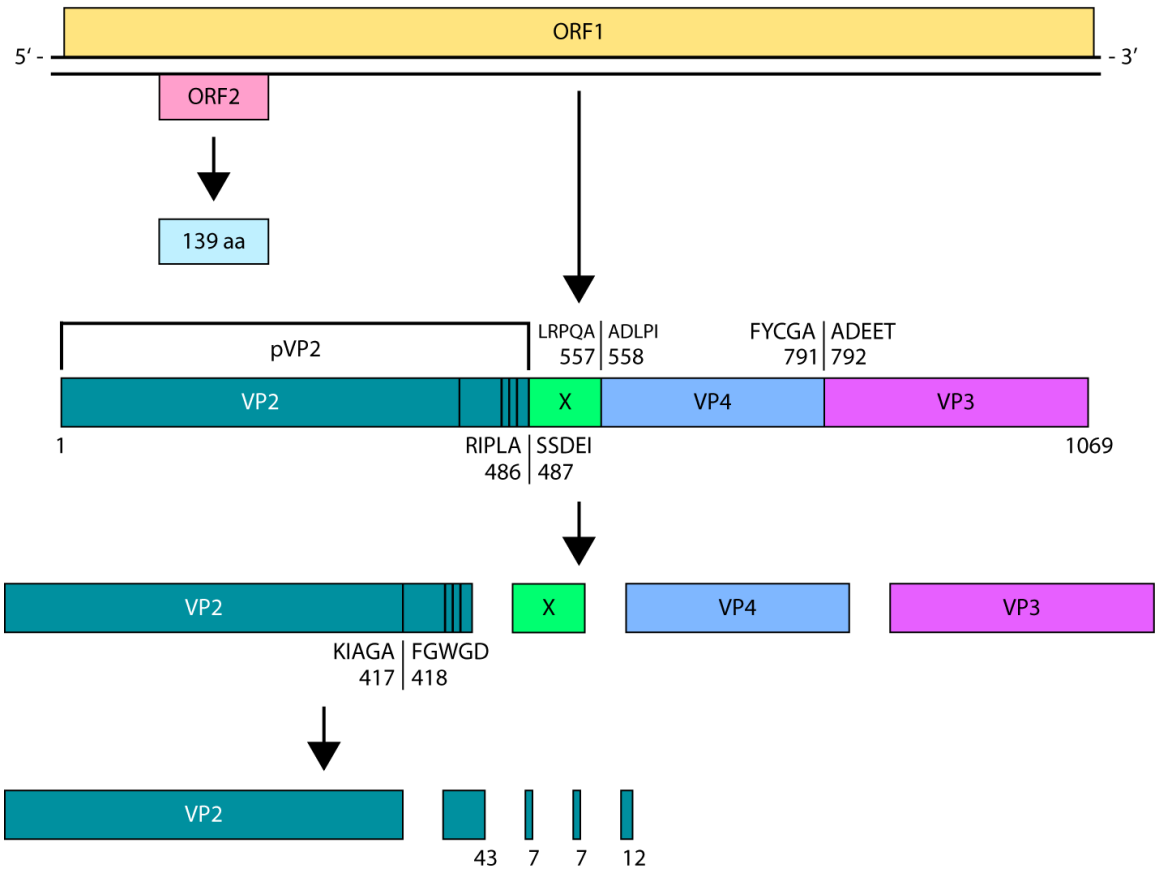 ORF1
5‘ -
- 3’
ORF2
139 aa
pVP2
LRPQA ADLPI
557 558
FYCGA ADEET
791 792
VP2
X
VP4
VP3
1
RIPLA SSDEI
486 487
1069
VP2
X
VP4
VP3
KIAGA FGWGD
417 418
VP2
43
7
7
12